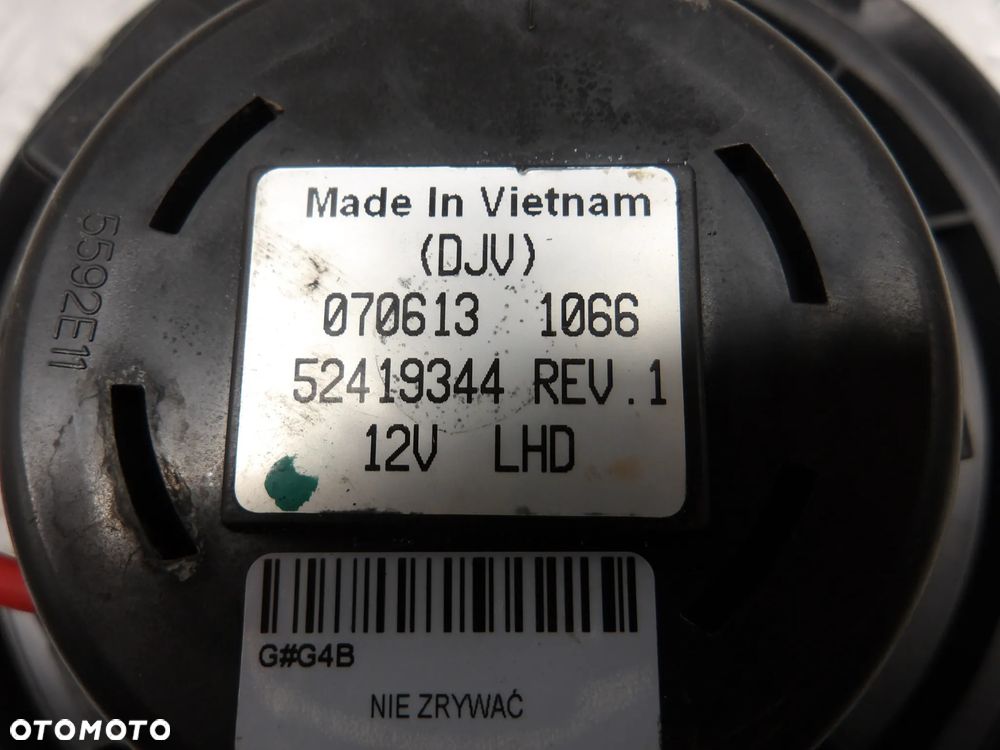 Made In Vietnam
(DJV)
070613 1066
52419344 REV.1
12V LHD
5592E11
G#G4B
NIE ZRYWAĆ
OTOMOTO